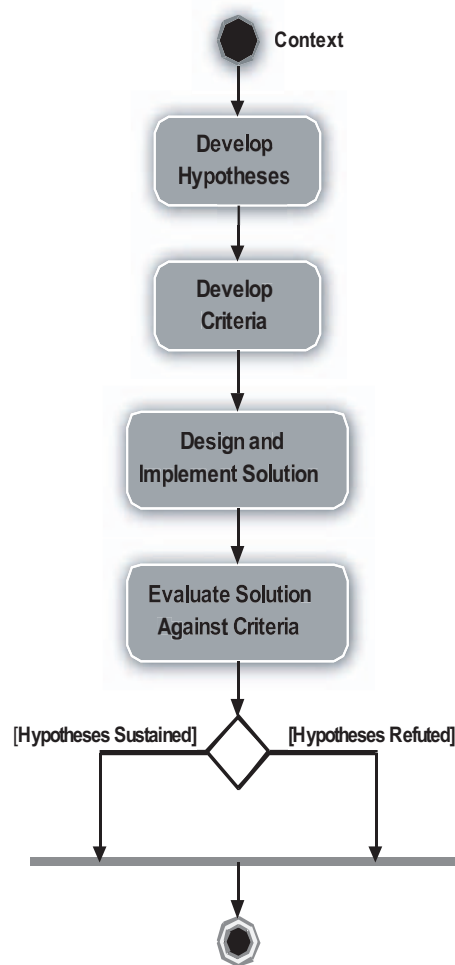 Context
Develop
Hypotheses
Develop
Criteria
Design and
Implement Solution
Evaluate Solution
Against Criteria
[Hypotheses Sustained]
[Hypotheses Refuted]